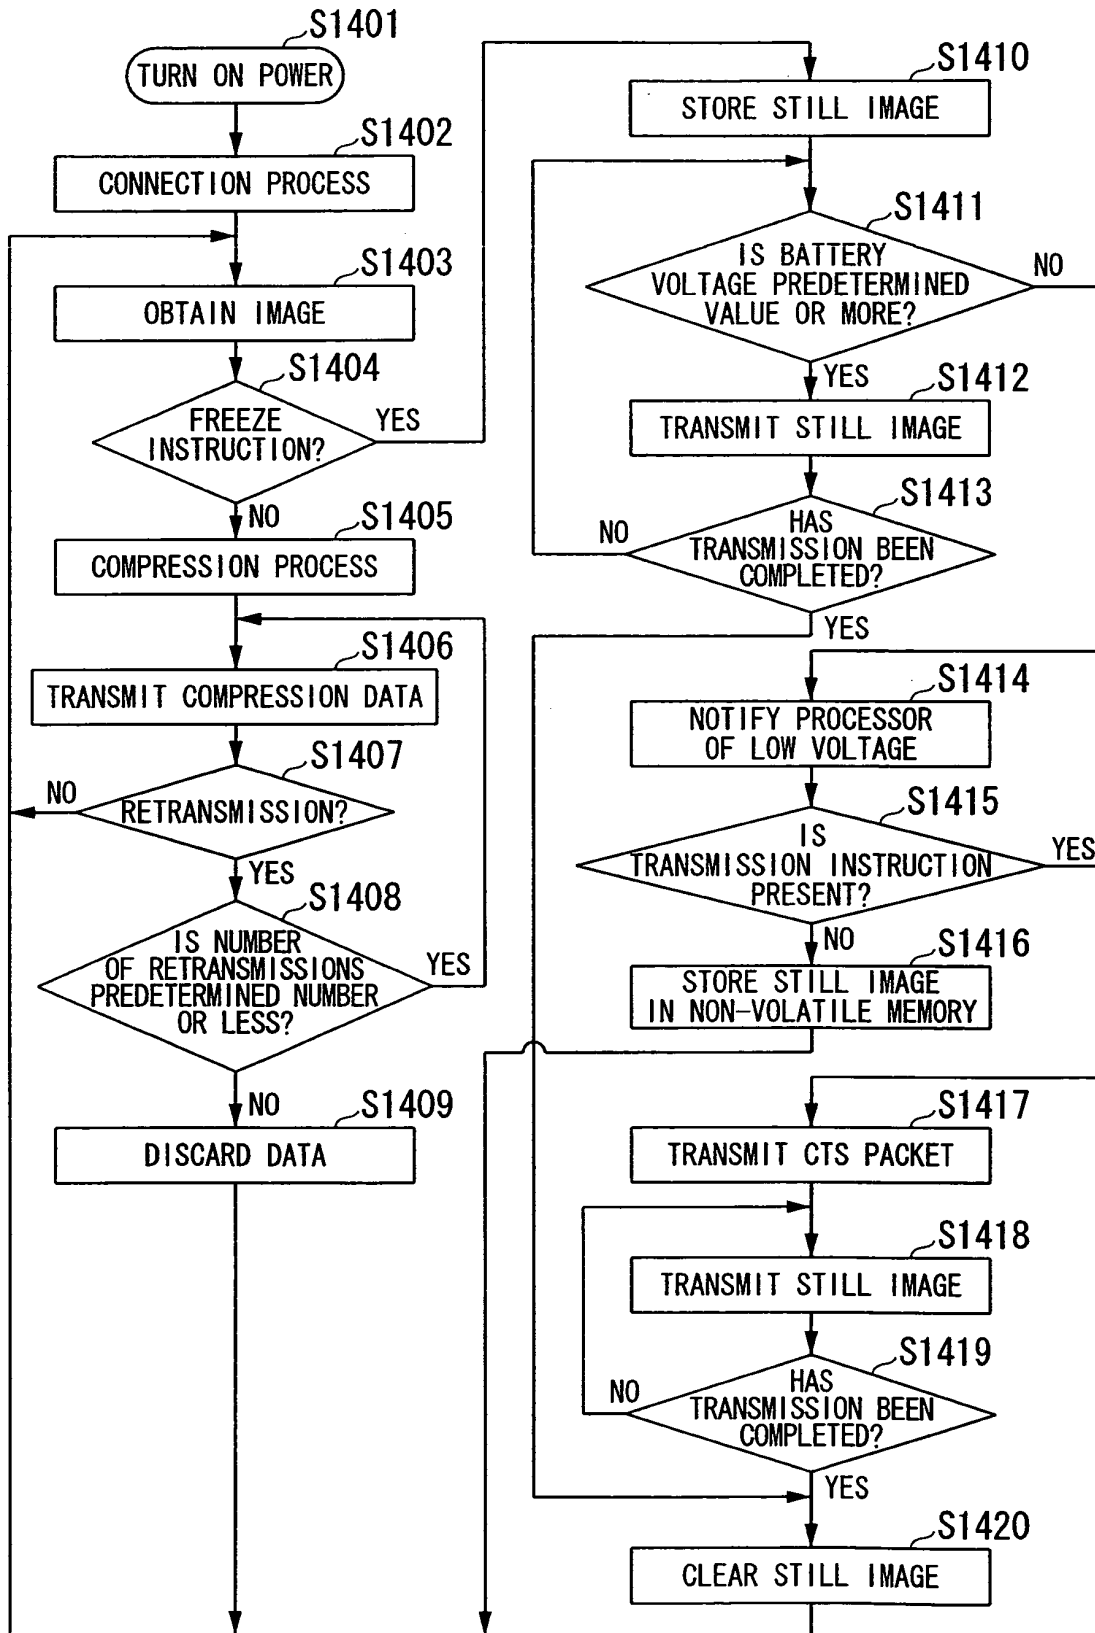 S1401
TURN ON POWER
S1402
CONNECTION PROCESS
S1403
OBTAIN IMAGE
S1404
FREEZE
INSTRUCTION?
YES
NO
S1405
COMPRESSION PROCESS
S1406
TRANSMIT COMPRESSION DATA
S1407
NO
RETRANSMISSION?
YES
S1408
IS NUMBER
OF RETRANSMISSIONS
PREDETERMINED NUMBER
OR LESS?
YES
NO
S1409
DISCARD DATA
S1410
STORE STILL IMAGE
S1411
IS BATTERY
VOLTAGE PREDETERMINED
VALUE OR MORE?
NO
YES
S1412
TRANSMIT STILL IMAGE
S1413
NO
HAS
TRANSMISSION BEEN
COMPLETED?
YES
S1414
NOTIFY PROCESSOR
OF LOW VOLTAGE
S1415
IS
TRANSMISSION INSTRUCTION
PRESENT?
YES
NO
S1416
STORE STILL IMAGE
IN NON-VOLATILE MEMORY
S1417
TRANSMIT CTS PACKET
S1418
TRANSMIT STILL IMAGE
S1419
NO
HAS
TRANSMISSION BEEN
COMPLETED?
YES
S1420
CLEAR STILL IMAGE